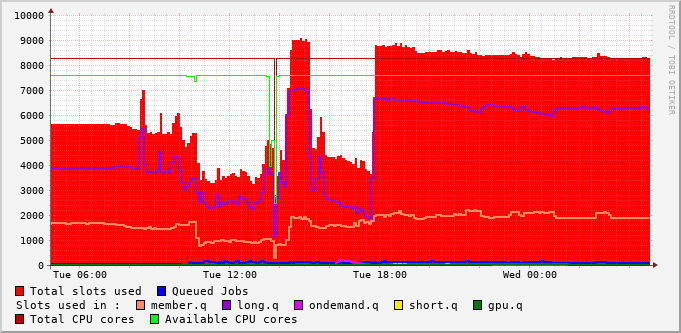 RRDTOOL / TOBI OETIKER
10000
9000
8000
7000
6000
5000
4000
3000
2000
1000
0
Tue 06:00 Tue 12:00 Tue 18:00 Wed 00:00
Total slots used Queued Jobs
Slots used in : member.q long.q ondemand.q short.q gpu.q
Total CPU cores Available CPU cores